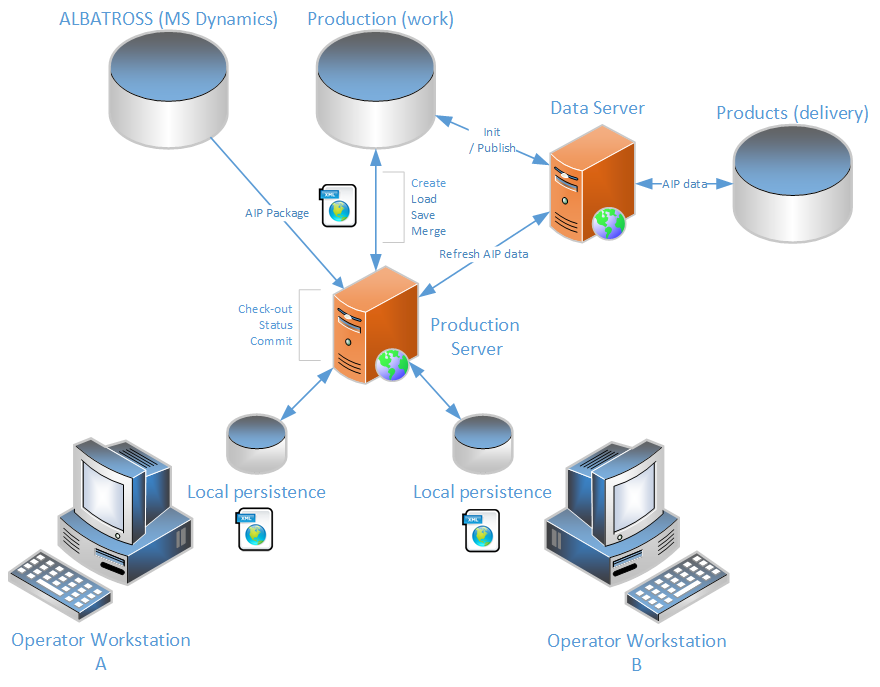 ALBATROSS (MS Dynamics)
Production (work)
Data Server
Products (delivery)
Init
/ Publish
XML
AIP Package
Create
Load
Save
Merge
AIP data
Refresh AIP data
Check-out
Status
Commit
Production
Server
Local persistence
XML
Local persistence
XML
Operator Workstation
A
Operator Workstation
B